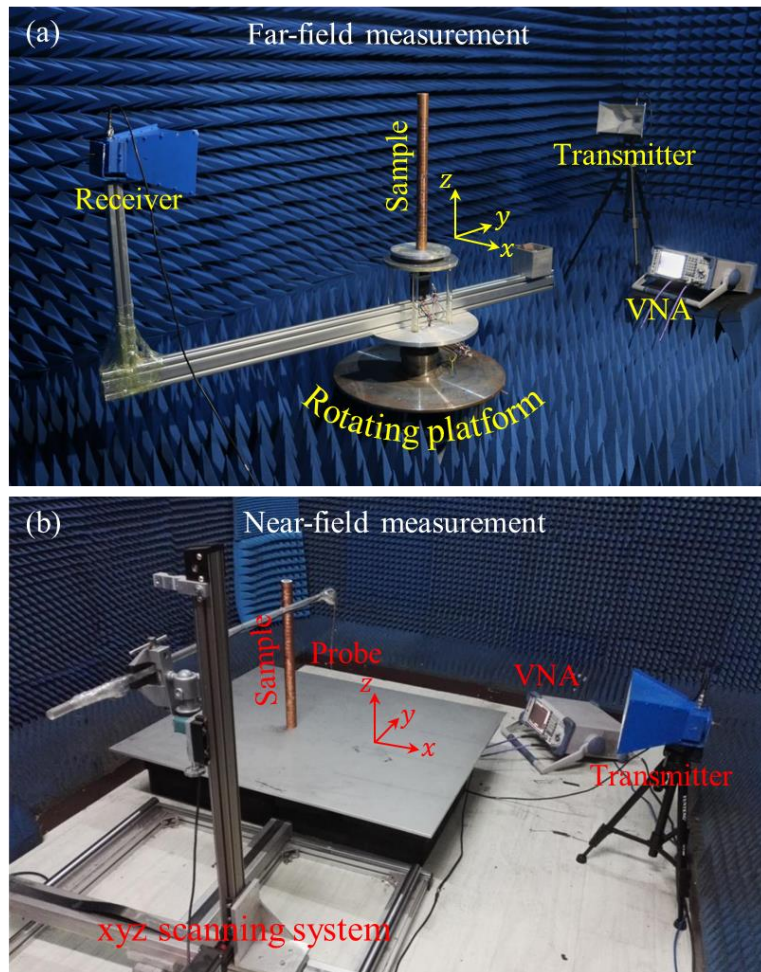 (a)
Far-field measurement
Sample
Transmitter
Receiver
z
y
x
VNA
Rotating platform
(b)
Near-field measurement
Sample
Probe
VNA
z
y
x
Transmitter
xyz scanning system